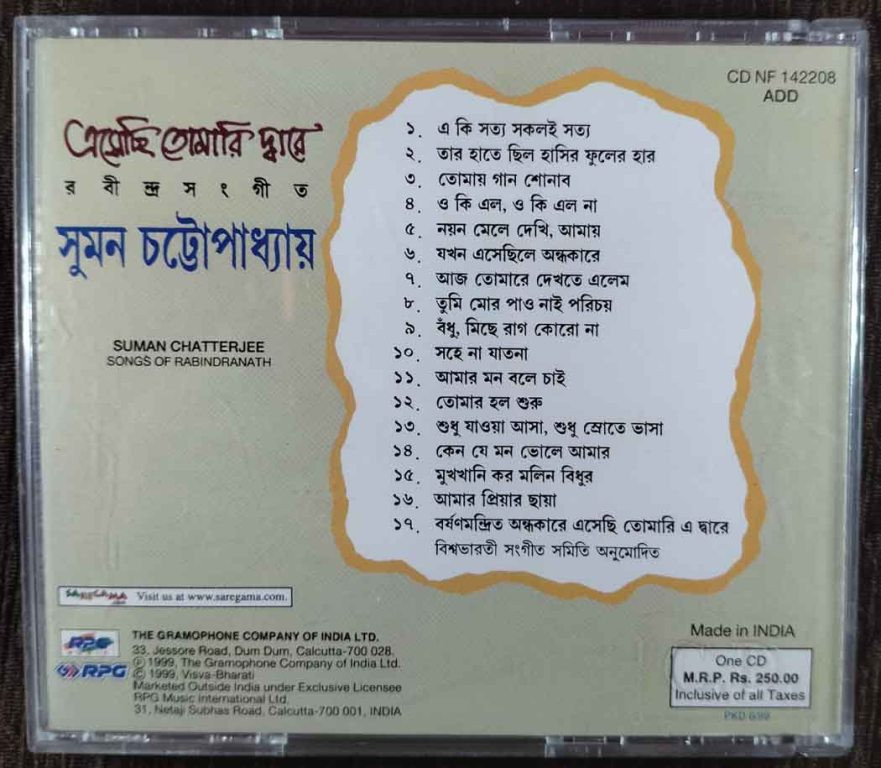 এসেছি তোমারি দ্বারে
রবীন্দ্রসংগীত
সুমন চট্টোপাধ্যায়
SUMAN CHATTERJEE
SONGS OF RABINDRANATH
CD NF 142208
ADD
১. এ কি সত্য সকলই সত্য
২. তার হাতে ছিল হাসির ফুলের হার
৩. তোমায় গান শোনাব
৪. ও কি এল, ও কি এল না
৫. নয়ন মেলে দেখি, আমায়
৬. যখন এসেছিলে অন্ধকারে
৭. আজ তোমারে দেখতে এলেম
৮. তুমি মোর পাও নাই পরিচয়
৯. বঁধু, মিছে রাগ কোরো না
১০. সহে না যাতনা
১১. আমার মন বলে চাই
১২. তোমার হল শুরু
১৩. শুধু যাওয়া আসা, শুধু স্রোতে ভাসা
১৪. কেন যে মন ভোলে আমার
১৫. মুখখানি কর মলিন বিধুর
১৬. আমার প্রিয়ার ছায়া
১৭. বর্ষণমন্দ্রিত অন্ধকারে এসেছি তোমারি এ দ্বারে
বিশ্বভারতী সংগীত সমিতি অনুমোদিত
SAREGAMA Visit us at www.saregama.com.
THE GRAMOPHONE COMPANY OF INDIA LTD.
33, Jessore Road, Dum Dum, Calcutta-700 028.
℗ 1999, The Gramophone Company of India Ltd.
© 1999, Visva-Bharati
Marketed Outside India under Exclusive Licensee
RPG Music International Ltd.
31, Netaji Subhas Road, Calcutta-700 001, INDIA
RPG
RPG
Made in INDIA
One CD
M.R.P. Rs. 250.00
Inclusive of all Taxes